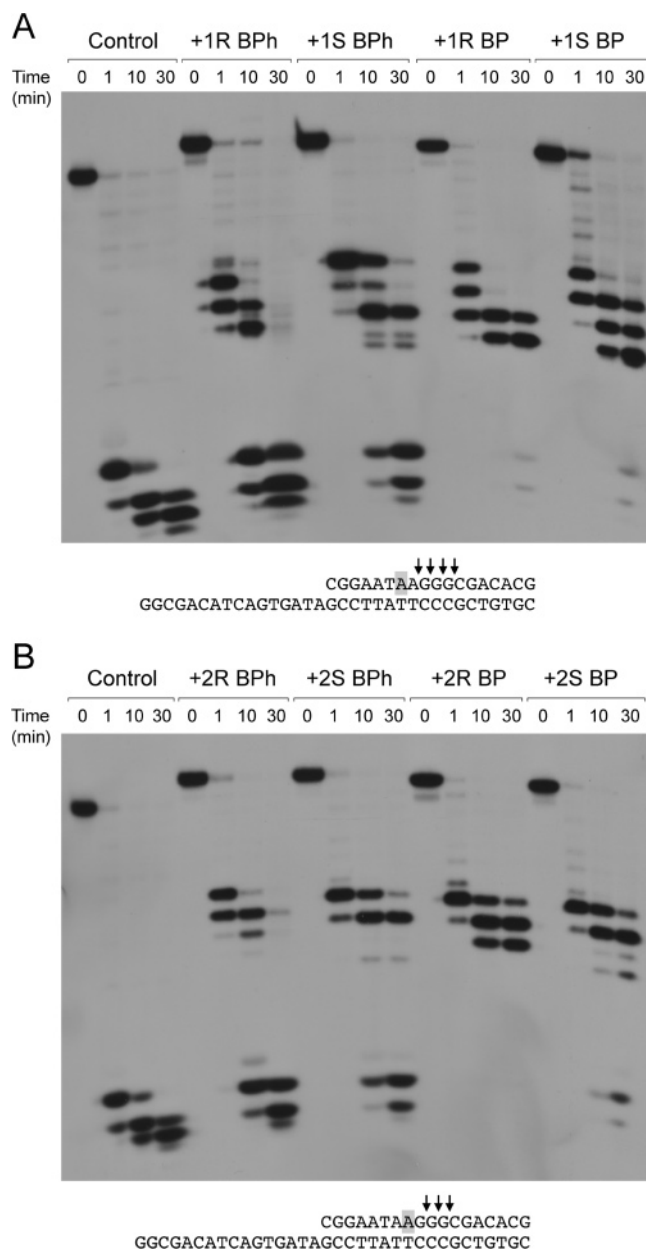 A
Control +1R BPh +1S BPh +1R BP +1S BP
Time (min) 0 1 10 30 0 1 10 30 0 1 10 30 0 1 10 30 0 1 10 30
↓↓↓↓
CGGAATAAGGGCGACACG
GGCGACATCAGTGATAGCCTTATTCCCGCTGTGC
B
Control +2R BPh +2S BPh +2R BP +2S BP
Time (min) 0 1 10 30 0 1 10 30 0 1 10 30 0 1 10 30 0 1 10 30
↓↓↓
CGGAATAAGGGCGACACG
GGCGACATCAGTGATAGCCTTATTCCCGCTGTGC